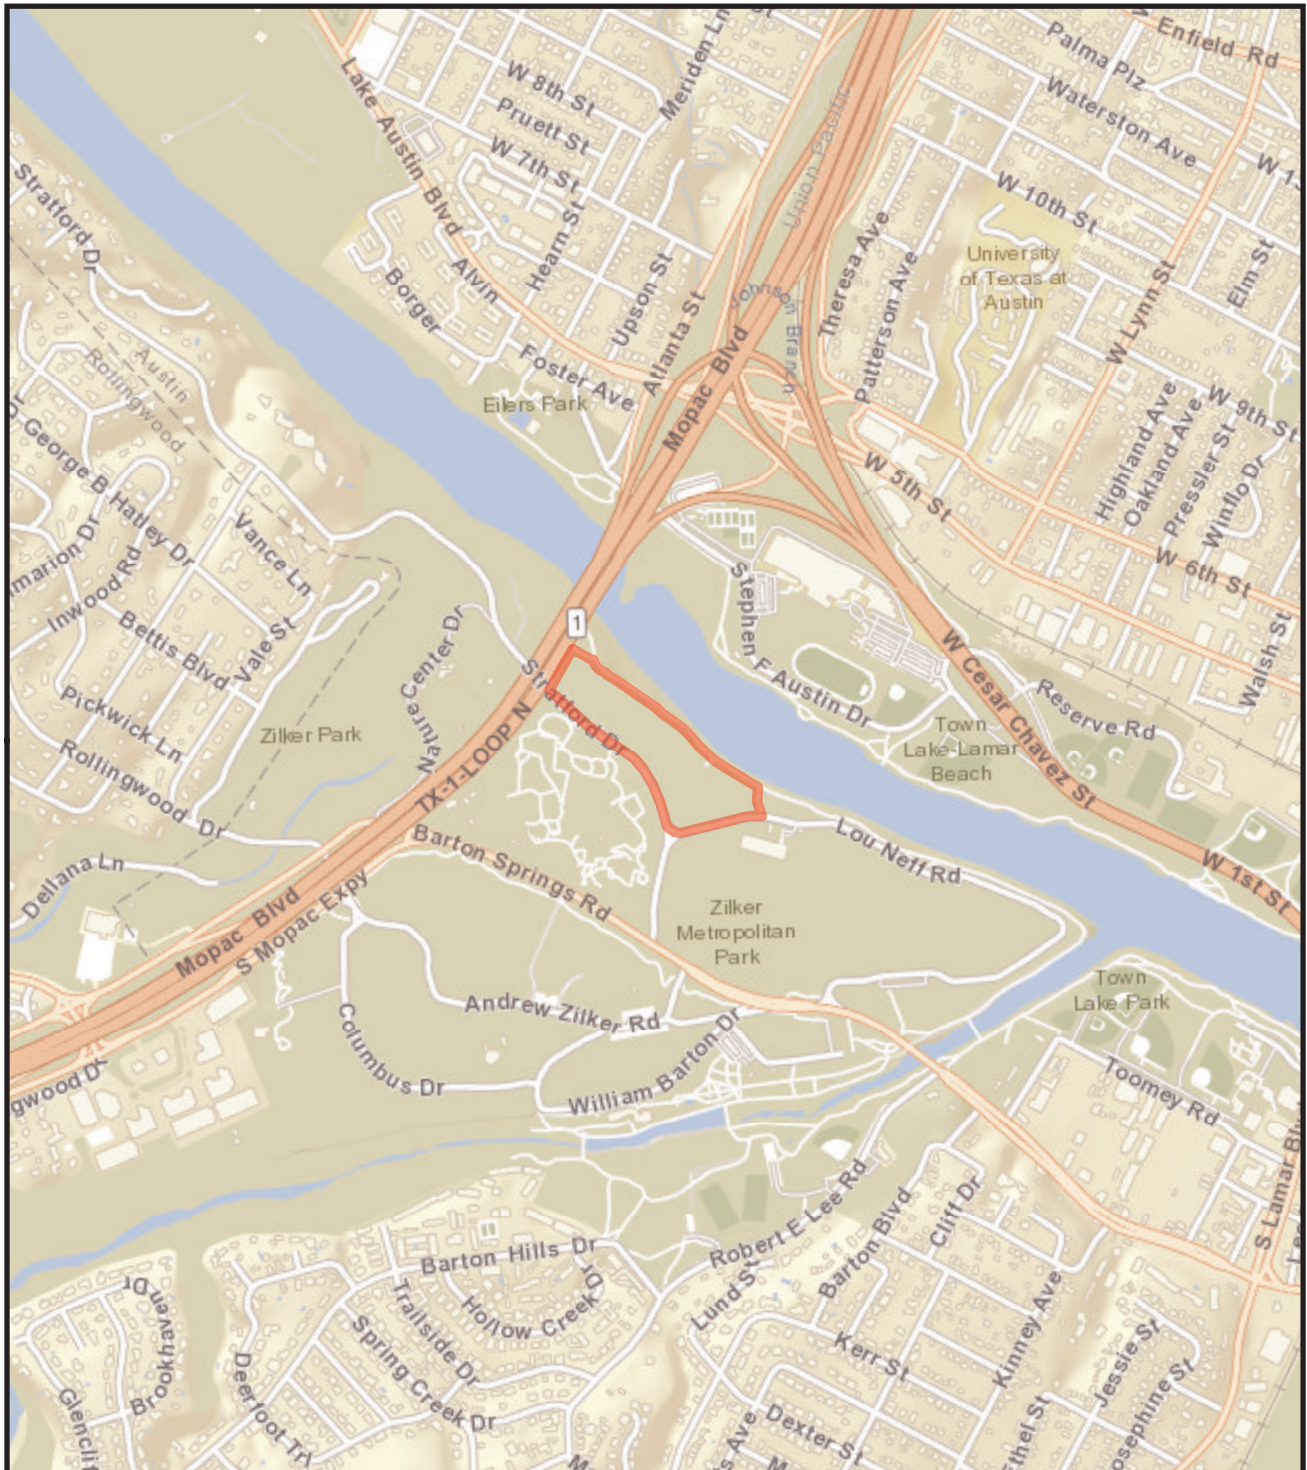 Enfield Rd
Palma Plz
Meriden Ln
Lake Austin Blvd
W 8th St
Pruett St
W 7th St
Waterston Ave
Union Pacific
W 10th St
Stratford Dr
Hearn St
Alvin
Borger
Upson St
Atlanta St
Johnson Branch
Theresa Ave
Patterson Ave
University
of Texas at
Austin
W Lynn St
Elm St
Austin
Rollingwood
Foster Ave
Eilers Park
Mopac Blvd
W 9th St
Highland Ave
Oakland Ave
Pressler St
Winflo Dr
W 5th St
W 6th St
George B Hatley Dr
Vance Ln
Inwood Rd
Bettis Blvd
Vale St
Nature Center Dr
1
Stephen F Austin Dr
W Cesar Chavez St
Walsh St
Reserve Rd
Pickwick Ln
Zilker Park
Rollingwood Dr
Stratford Dr
TX-1-LOOP N
Town
Lake-Lamar
Beach
Dellana Ln
Barton Springs Rd
Lou Neff Rd
W 1st St
Mopac Blvd
S Mopac Expy
Zilker
Metropolitan
Park
Town
Lake Park
Andrew Zilker Rd
Columbus Dr
William Barton Dr
Toomey Rd
gwood Dr
Robert E Lee Rd
Barton Blvd
Cliff Dr
S Lamar Bl
Barton Hills Dr
Hollow Creek Dr
Lund St
Trailside Dr
Spring Creek Dr
Brookhaven Dr
Deerfoot Trl
Glenclif
Kerr St
Kinney Ave
Jessie St
Josephine St
Dexter St
Ethel St